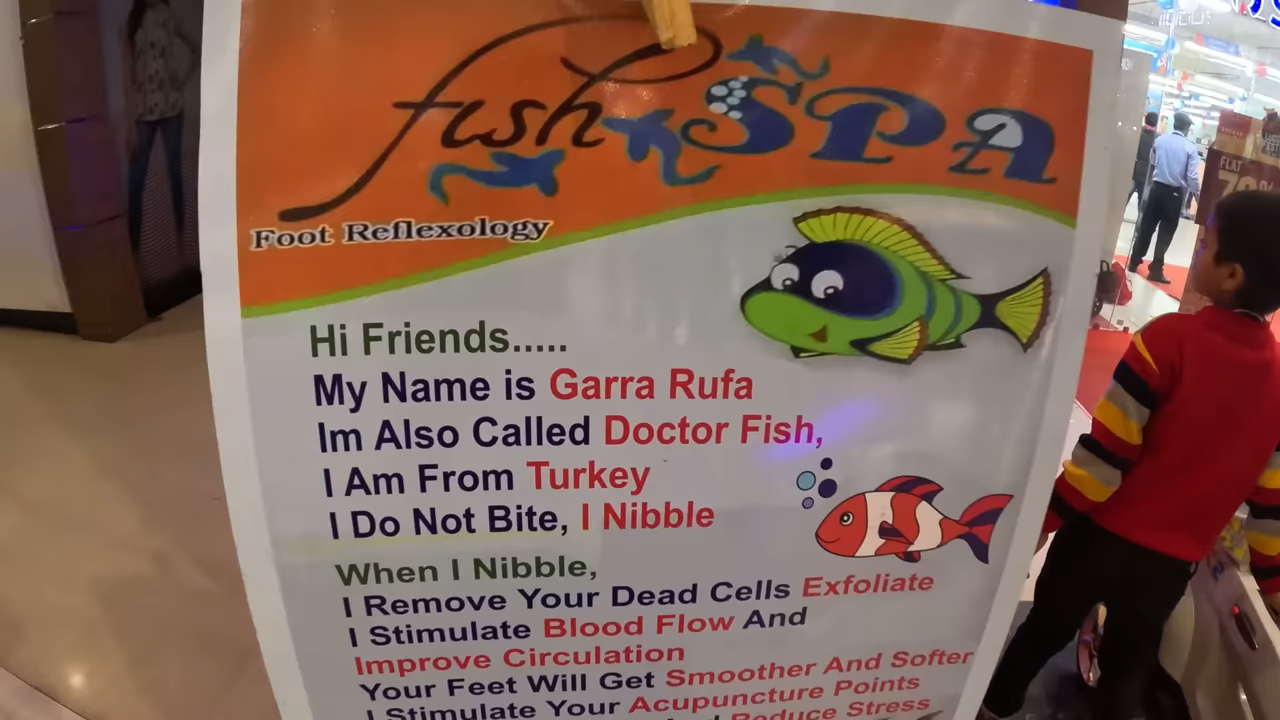 fish SPA
Foot Reflexology
Hi Friends.....
My Name is Garra Rufa
Im Also Called Doctor Fish,
I Am From Turkey
I Do Not Bite, I Nibble
When I Nibble,
I Remove Your Dead Cells Exfoliate
I Stimulate Blood Flow And
Improve Circulation
Your Feet Will Get Smoother And Softer
I Stimulate Your Acupuncture Points
And Reduce Stress
FLAT